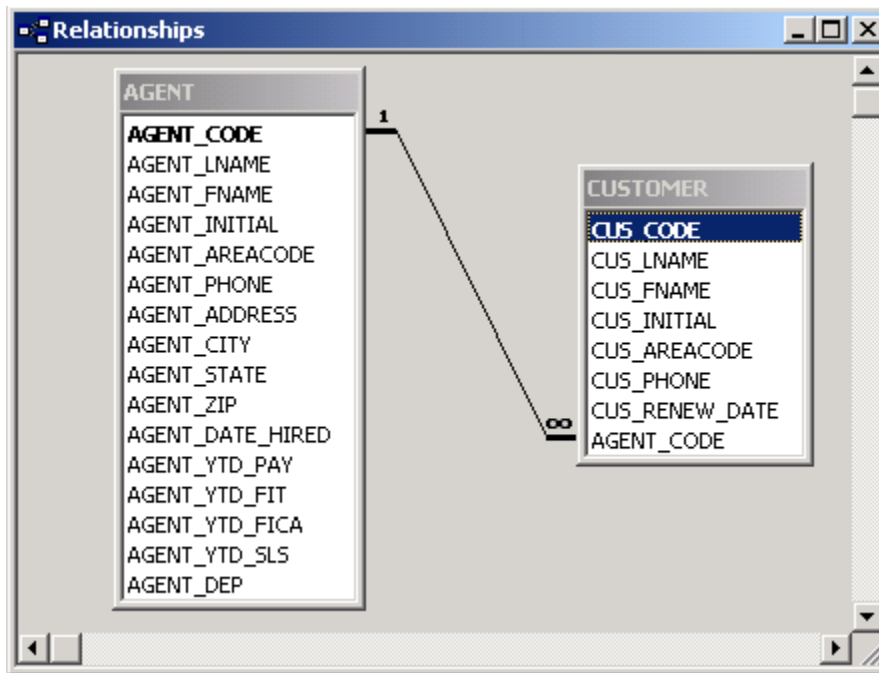 Relationships
AGENT
AGENT_CODE
AGENT_LNAME
AGENT_FNAME
AGENT_INITIAL
AGENT_AREACODE
AGENT_PHONE
AGENT_ADDRESS
AGENT_CITY
AGENT_STATE
AGENT_ZIP
AGENT_DATE_HIRED
AGENT_YTD_PAY
AGENT_YTD_FIT
AGENT_YTD_FICA
AGENT_YTD_SLS
AGENT_DEP
1
∞
CUSTOMER
CUS_CODE
CUS_LNAME
CUS_FNAME
CUS_INITIAL
CUS_AREACODE
CUS_PHONE
CUS_RENEW_DATE
AGENT_CODE